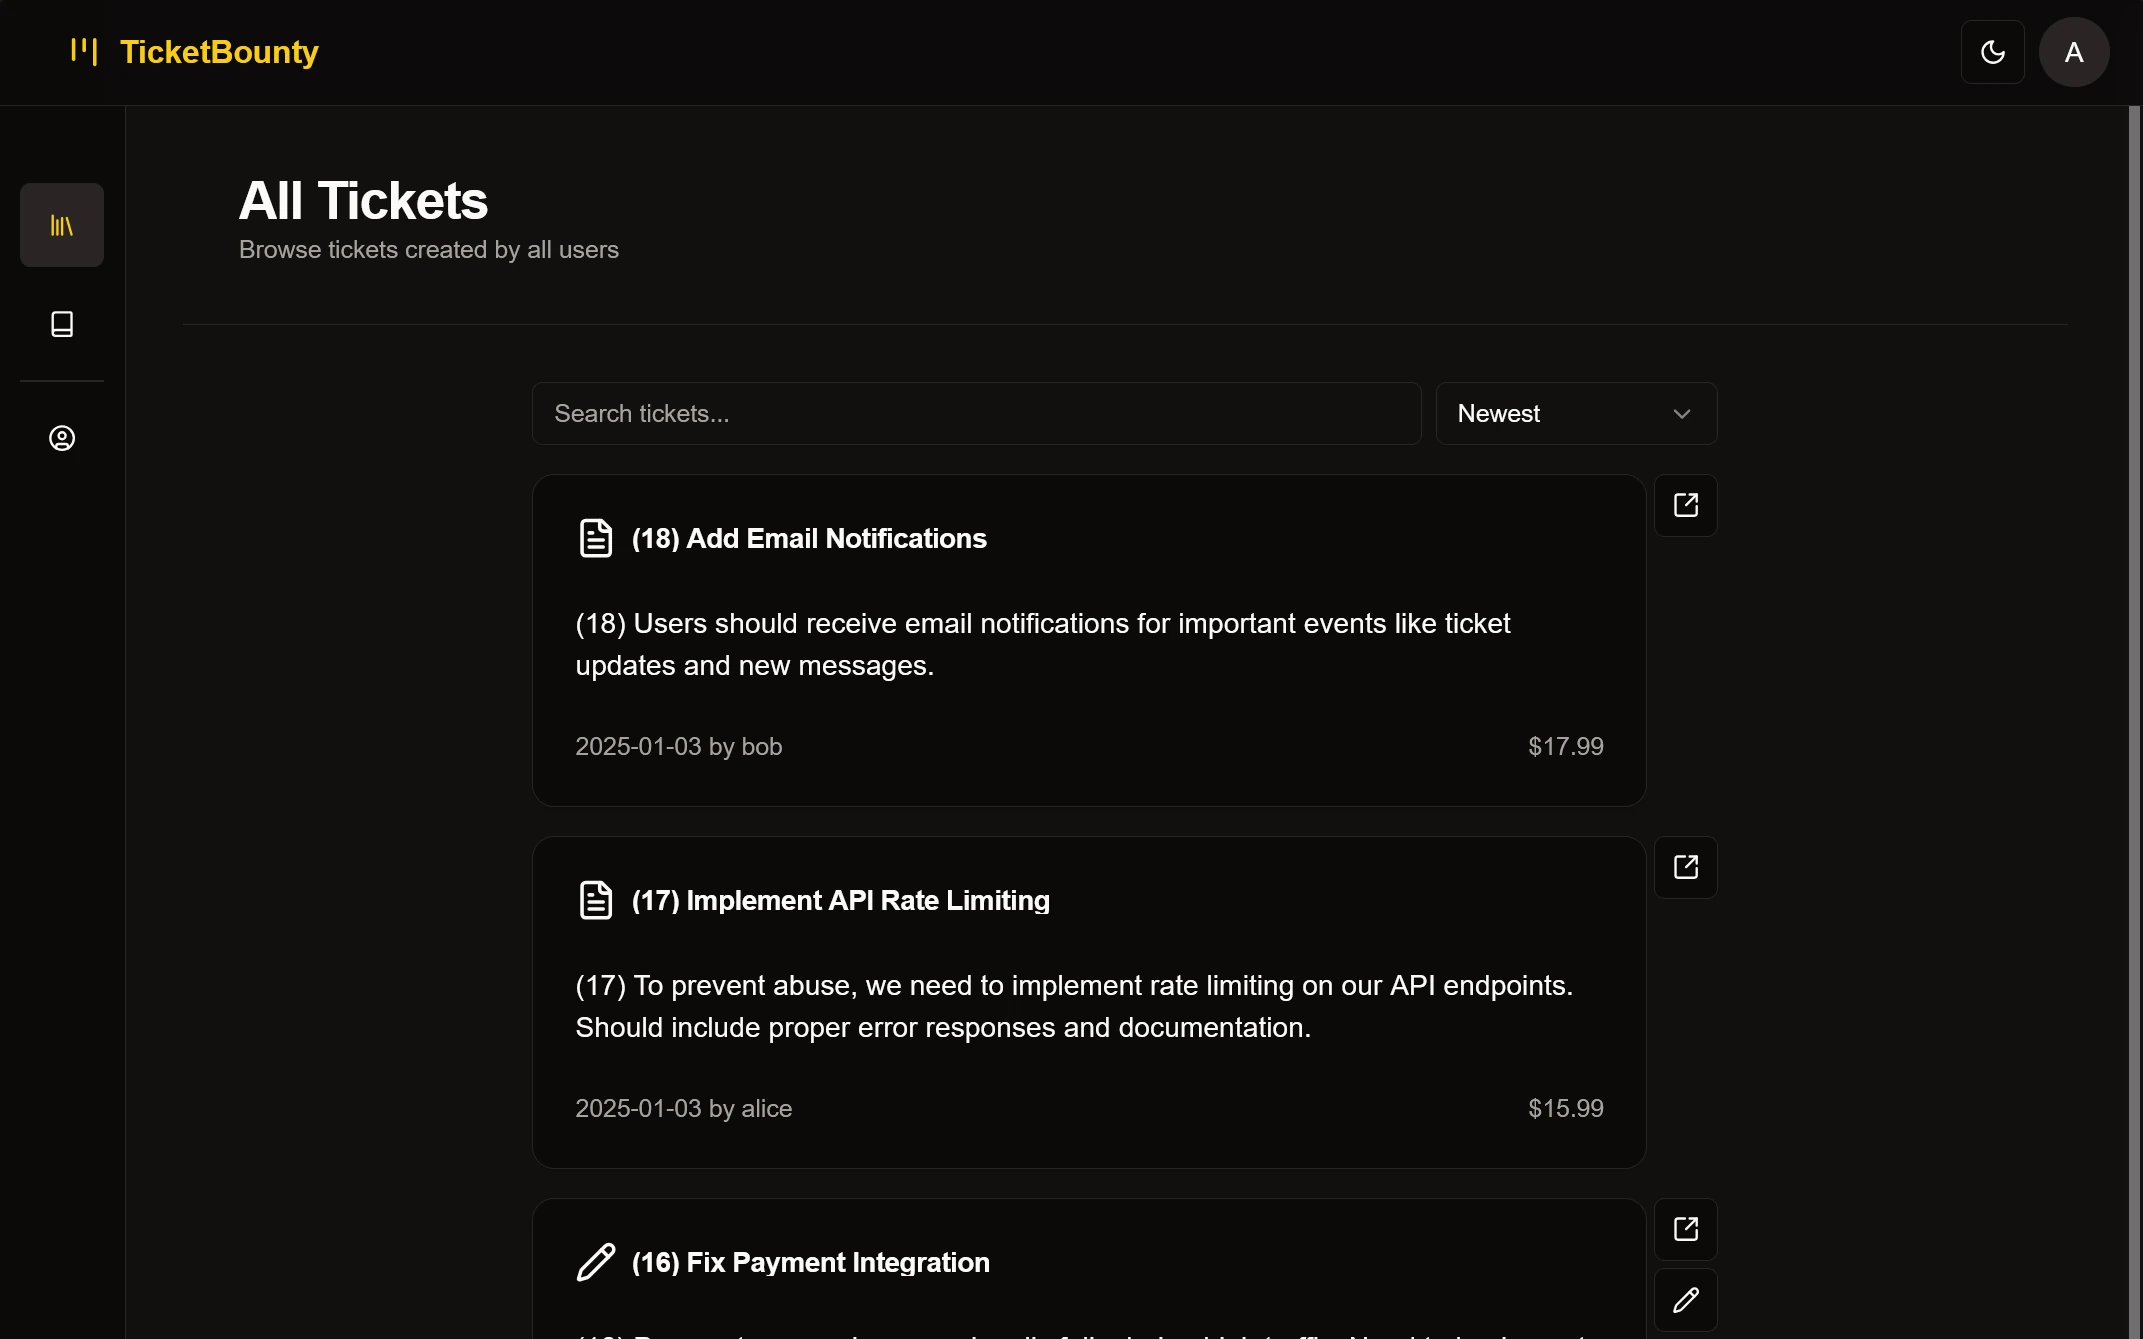 TicketBounty
A
All Tickets
Browse tickets created by all users
Search tickets...
Newest
(18) Add Email Notifications
(18) Users should receive email notifications for important events like ticket
updates and new messages.
2025-01-03 by bob
$17.99
(17) Implement API Rate Limiting
(17) To prevent abuse, we need to implement rate limiting on our API endpoints.
Should include proper error responses and documentation.
2025-01-03 by alice
$15.99
(16) Fix Payment Integration